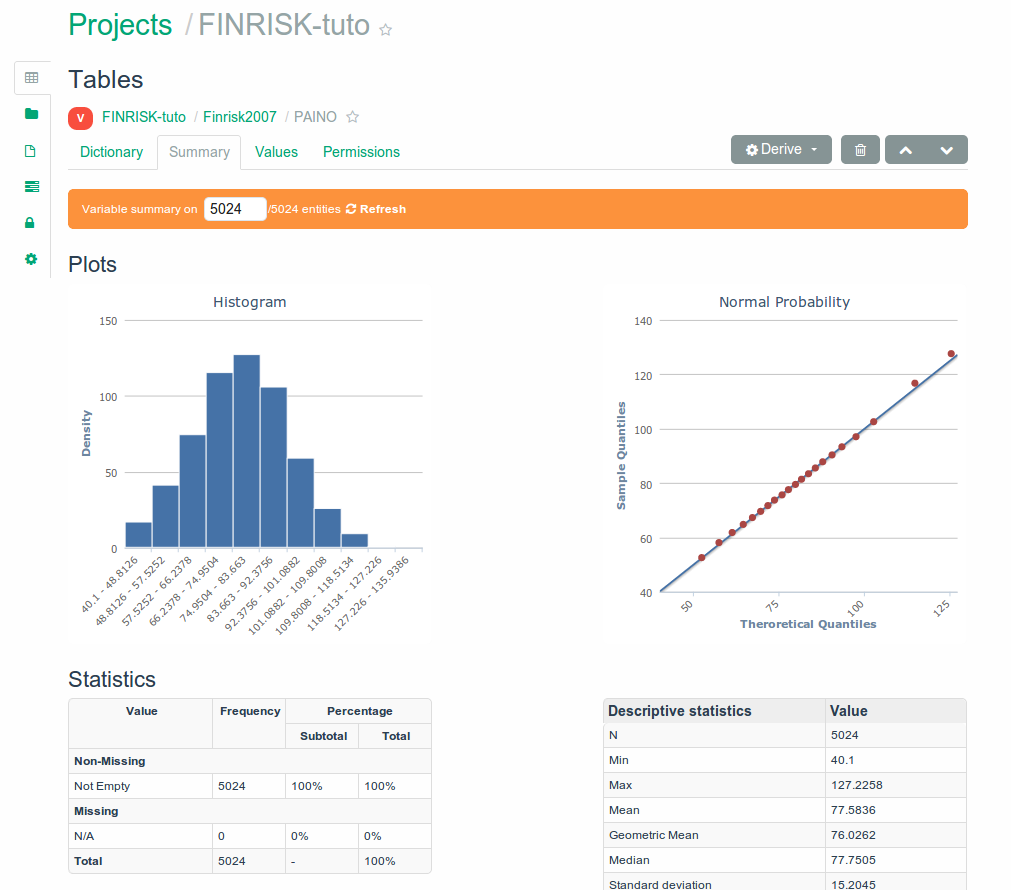 Projects / FINRISK-tuto
Tables
V FINRISK-tuto / Finrisk2007 / PAINO
Dictionary Summary Values Permissions Derive
Variable summary on 5024 /5024 entities Refresh
Plots
Histogram
150
100
50
0
Density
40.1 - 48.8126
48.8126 - 57.5252
57.5252 - 66.2378
66.2378 - 74.9504
74.9504 - 83.663
83.663 - 92.3756
92.3756 - 101.0882
101.0882 - 109.8008
109.8008 - 118.5134
118.5134 - 127.226
127.226 - 135.9386
Normal Probability
140
120
100
80
60
40
Sample Quantiles
50
75
100
125
Theroretical Quantiles
Statistics
Value Frequency Percentage
Subtotal Total
Non-Missing
Not Empty 5024 100% 100%
Missing
N/A 0 0% 0%
Total 5024 - 100%
Descriptive statistics Value
N 5024
Min 40.1
Max 127.2258
Mean 77.5836
Geometric Mean 76.0262
Median 77.7505
Standard deviation 15.2045